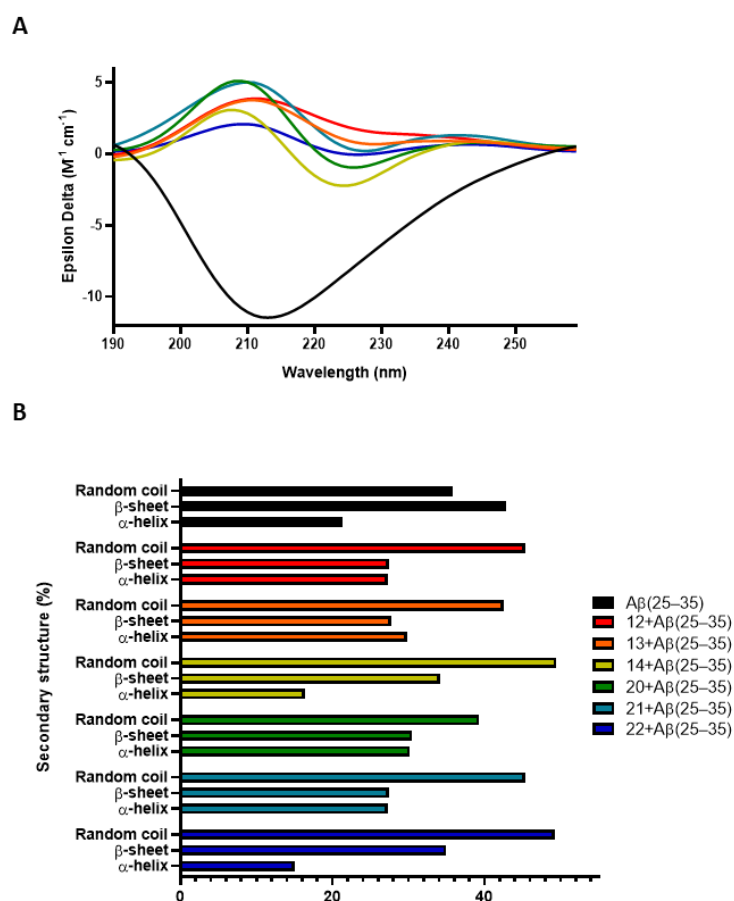 A
5
0
-5
-10
Epsilon Delta (M⁻¹ cm⁻¹)
190 200 210 220 230 240 250
Wavelength (nm)
B
Secondary structure (%)
Random coil
β-sheet
α-helix
Random coil
β-sheet
α-helix
Random coil
β-sheet
α-helix
Random coil
β-sheet
α-helix
Random coil
β-sheet
α-helix
Random coil
β-sheet
α-helix
Random coil
β-sheet
α-helix
0 20 40
Aβ(25–35)
12+Aβ(25–35)
13+Aβ(25–35)
14+Aβ(25–35)
20+Aβ(25–35)
21+Aβ(25–35)
22+Aβ(25–35)